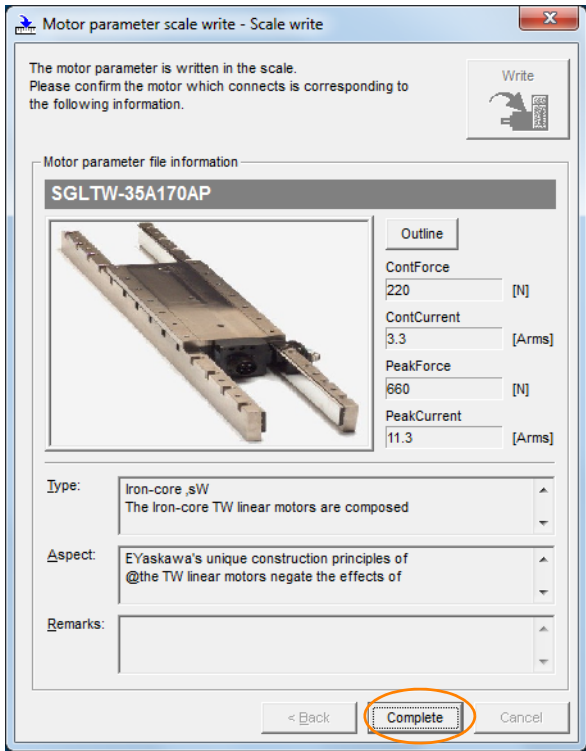 Motor parameter scale write - Scale write
The motor parameter is written in the scale.
Please confirm the motor which connects is corresponding to
the following information.
Write
Motor parameter file information
SGLTW-35A170AP
Outline
ContForce
220 [N]
ContCurrent
3.3 [Arms]
PeakForce
660 [N]
PeakCurrent
11.3 [Arms]
Type:
Iron-core ,sW
The Iron-core TW linear motors are composed
Aspect:
EYaskawa's unique construction principles of
@the TW linear motors negate the effects of
Remarks:
< Back
Complete
Cancel